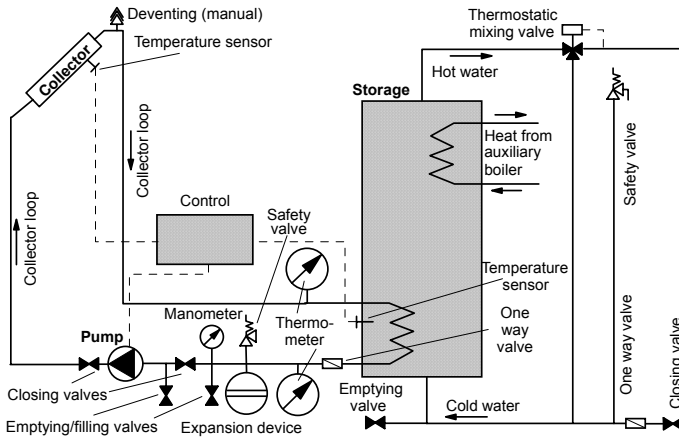 Deventing (manual)
Temperature sensor
Collector
Thermostatic
mixing valve
Hot water
Storage
Heat from
auxiliary
boiler
Collector loop
Collector loop
Control
Safety
valve
Safety valve
Temperature
sensor
Manometer
Thermo-
meter
One
way
valve
One way valve
Closing valve
Pump
Closing valves
Emptying/filling valves
Expansion device
Emptying
valve
Cold water